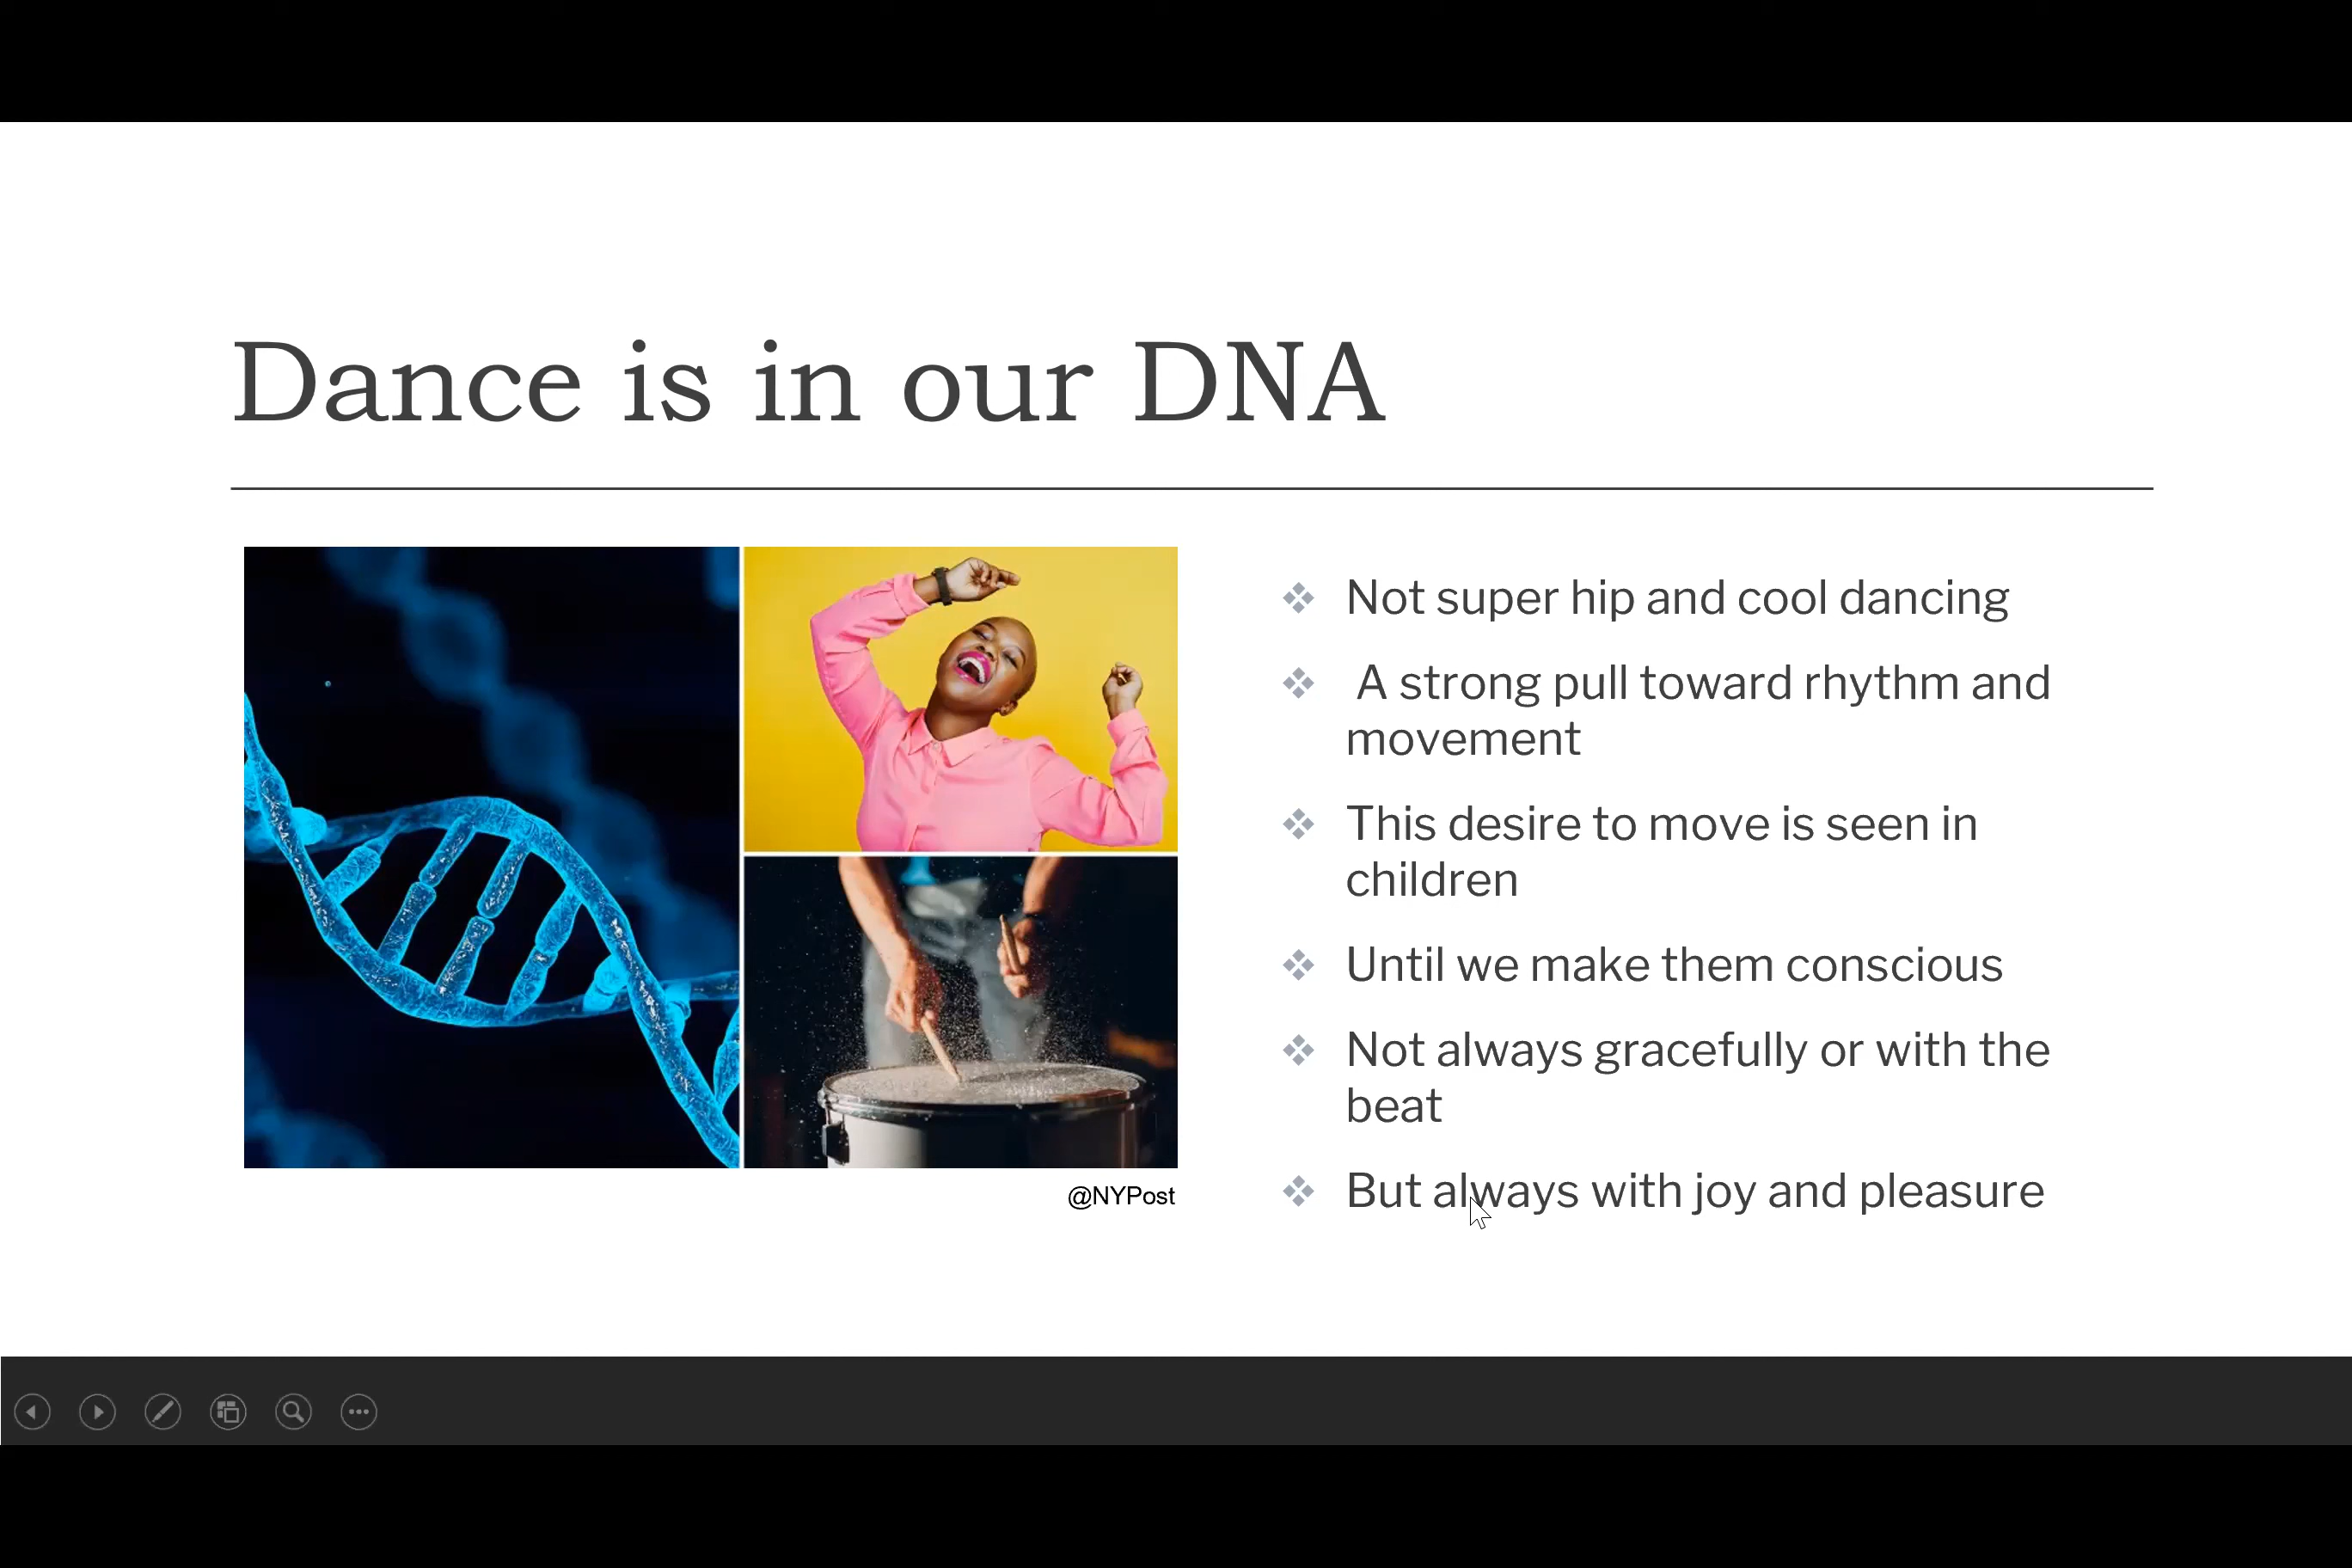 Dance is in our DNA
Not super hip and cool dancing
A strong pull toward rhythm and
movement
This desire to move is seen in
children
Until we make them conscious
Not always gracefully or with the
beat
But always with joy and pleasure
@NYPost